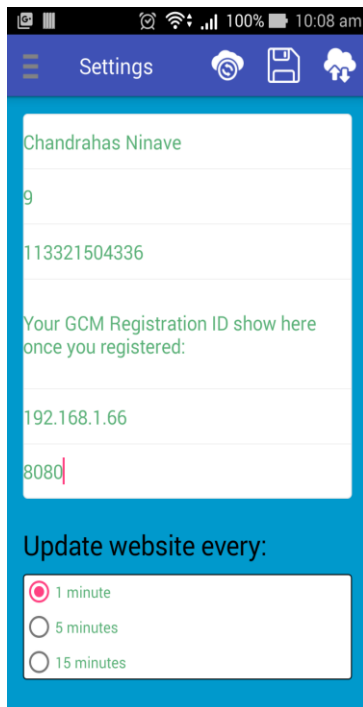 100% 10:08 am
Settings
Chandrahas Ninave
9
113321504336
Your GCM Registration ID show here
once you registered:
192.168.1.66
8080
Update website every:
1 minute
5 minutes
15 minutes